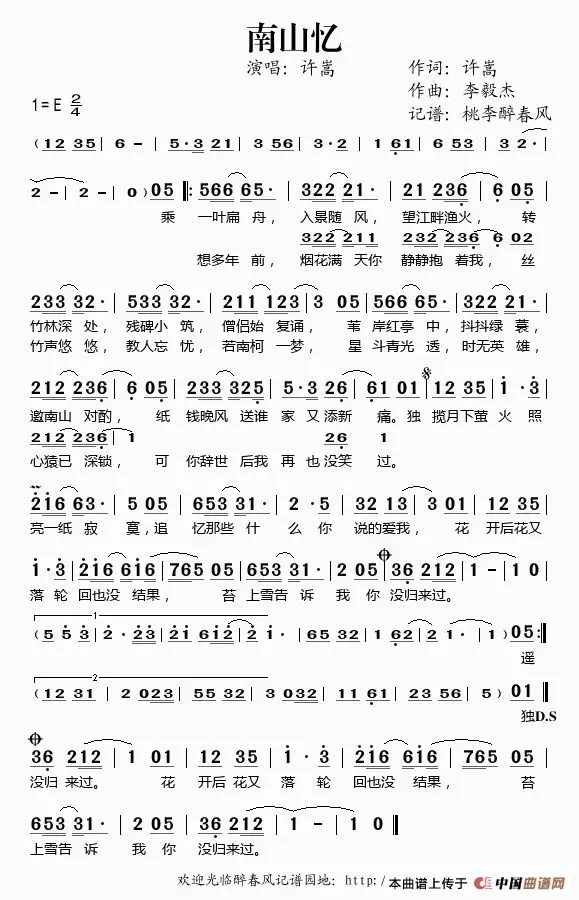 南山忆
演唱：许嵩
作词：许嵩
作曲：李毅杰
记谱：桃李醉春风
1=E 2/4
（12 35｜6 -｜5·3 21｜3 56｜3·2｜1 61｜6 53｜32·｜
2 -｜2 -｜2 0）05‖:566 65·｜322 21·｜21 236｜6 05｜
乘 一叶扁 舟， 入景随 风， 望江畔渔火， 转
322 211｜232 236 6 02
想多年 前， 烟花满 天你 静静抱 着我， 丝
233 32·｜533 32·｜211 123｜3 05｜566 65·｜211 61·｜
竹林深 处， 残碑小 筑， 僧侣始 复诵， 苇 岸红亭 中， 抖抖绿 蓑，
竹声悠 悠， 教人忘 忧， 若南柯 一梦， 星 斗青光 透， 时无英 雄，
212 236｜6 05｜233 325｜5·3 26｜61 01｜12 35｜1·3｜
邀南山 对酌， 纸 钱晚风 送谁 家 又 添新 痛。独 揽月下萤 火 照
212 236｜1 26 1
心猿已 深锁， 可 你辞世 后我 再 也 没笑 过。
216 63·｜5 05｜653 31·｜2·5｜32 13｜3 01｜12 35｜
亮一纸 寂 寞，追 忆那些 什 么 你 说的爱我， 花 开后花又
1·3｜216 616｜765 05｜653 31·｜2 05｜36 212｜1 -｜1 0｜
落 轮 回也没 结果， 苔 上雪告 诉 我 你 没归来过。
1
（5 53｜2·23｜21 612｜21·｜65 32｜1 62｜21·｜1）05:‖
遥
2
（12 31｜2 023｜55 32｜3 032｜11 61｜23 56｜5）01‖
独D.S
36 212｜1 01｜12 35｜1·3｜216 616｜765 05｜
没归 来过。 花 开后 花又 落 轮 回也没 结果， 苔
653 31·｜2 05｜36 212｜1 -｜1 0‖
上雪告 诉 我 你 没归来过。
欢迎光临醉春风记谱园地：http:/
本曲谱上传于 中国曲谱网